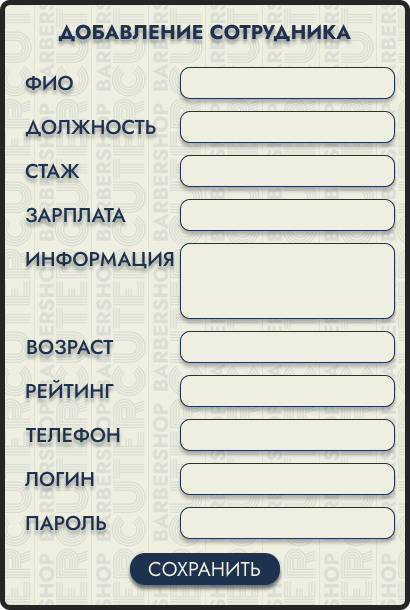 ДОБАВЛЕНИЕ СОТРУДНИКА
ФИО
ДОЛЖНОСТЬ
СТАЖ
ЗАРПЛАТА
ИНФОРМАЦИЯ
ВОЗРАСТ
РЕЙТИНГ
ТЕЛЕФОН
ЛОГИН
ПАРОЛЬ
СОХРАНИТЬ